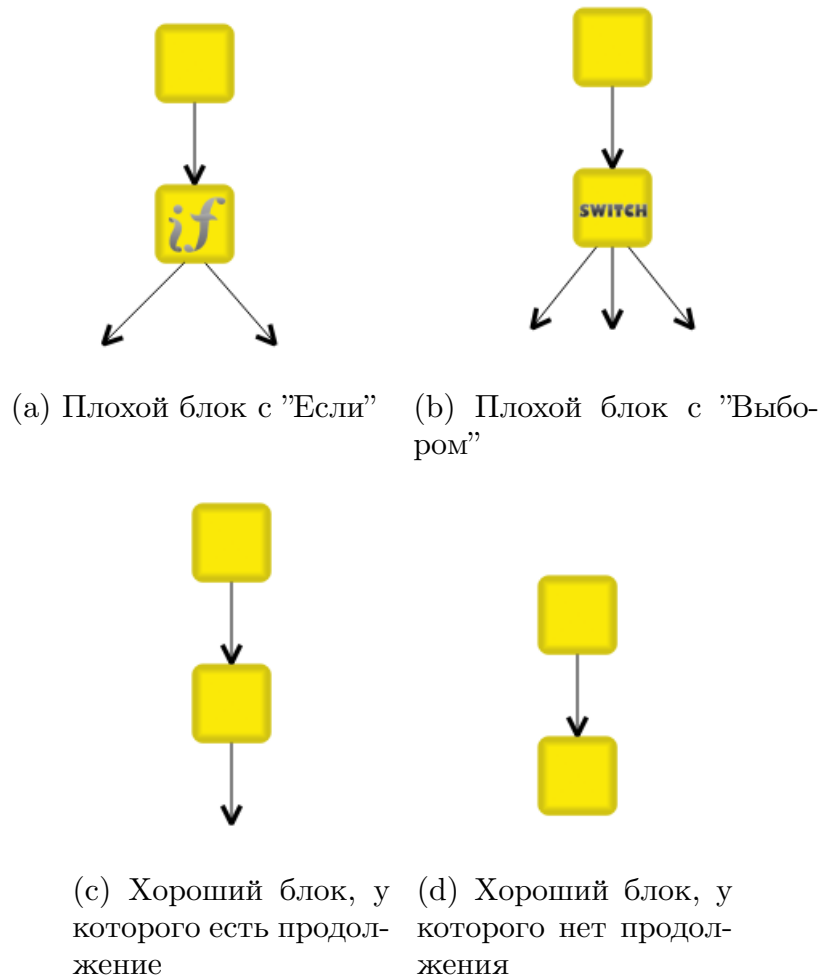 if
SWITCH
(a) Плохой блок с ”Если”
(b) Плохой блок с ”Выбо-
ром”
(c) Хороший блок, у
которого есть продол-
жение
(d) Хороший блок, у
которого нет продол-
жения